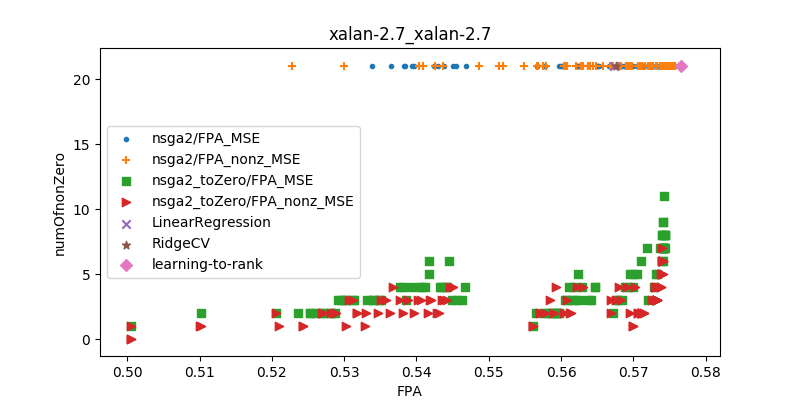 xalan-2.7_xalan-2.7
numOfnonZero
20
15
10
5
0
nsga2/FPA_MSE
nsga2/FPA_nonz_MSE
nsga2_toZero/FPA_MSE
nsga2_toZero/FPA_nonz_MSE
LinearRegression
RidgeCV
learning-to-rank
0.50 0.51 0.52 0.53 0.54 0.55 0.56 0.57 0.58
FPA